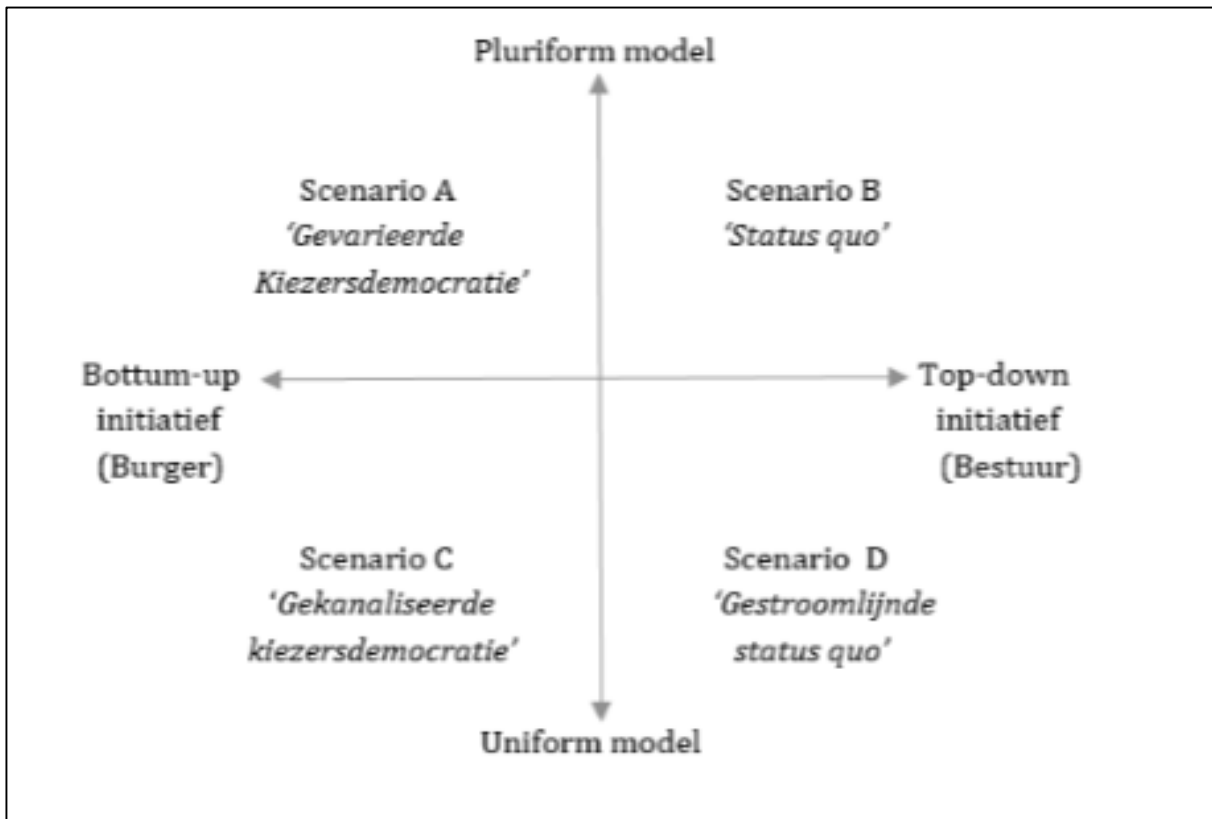 Pluriform model
Scenario A
‘Gevarieerde
Kiezersdemocratie’
Scenario B
‘Status quo’
Bottum-up
initiatief
(Burger)
Top-down
initiatief
(Bestuur)
Scenario C
‘Gekanaliseerde
kiezersdemocratie’
Scenario D
‘Gestroomlijnde
status quo’
Uniform model